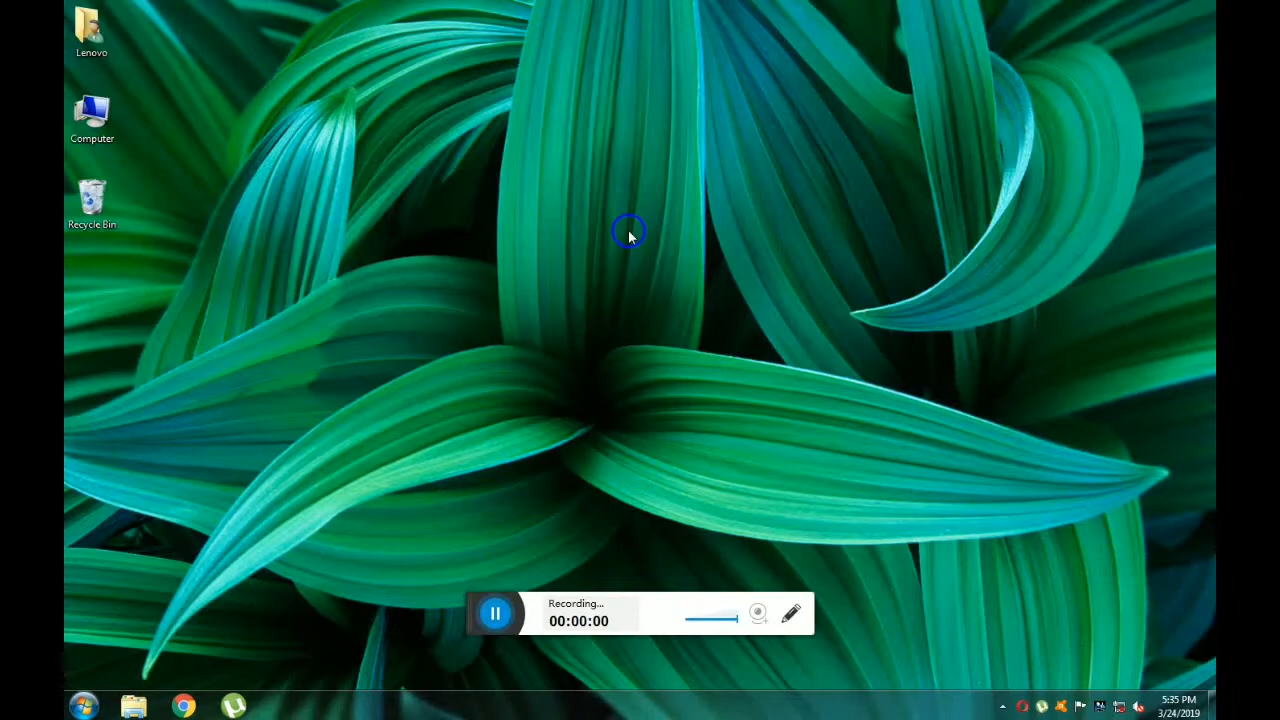 Lenovo
Computer
Recycle Bin
Recording...
00:00:00
5:35 PM
3/24/2019